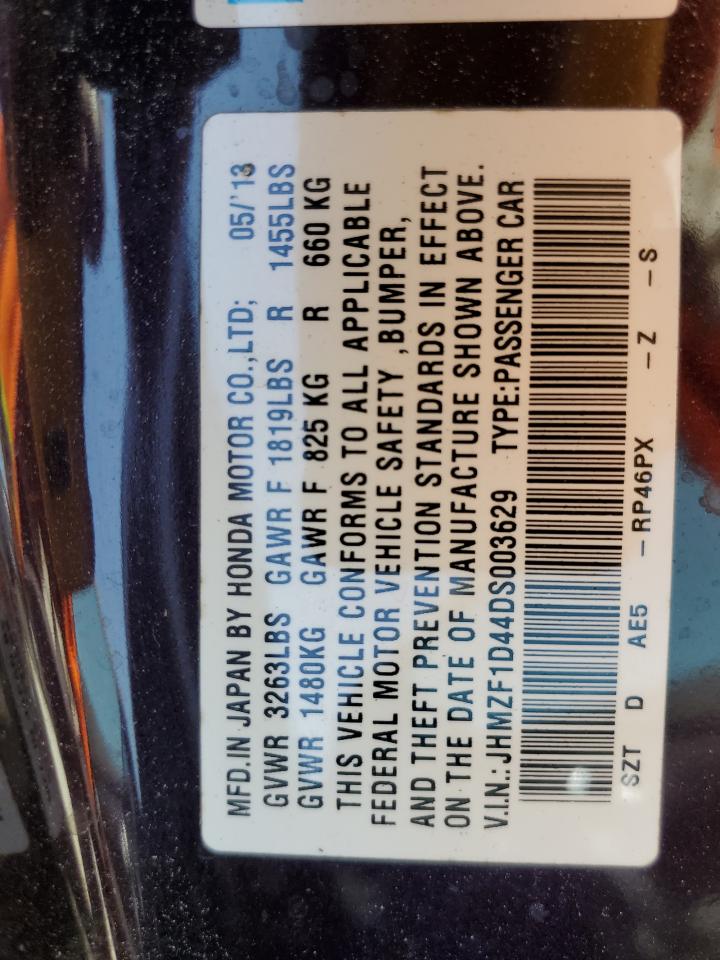 MFD.IN JAPAN BY HONDA MOTOR CO.,LTD; 05/'13
GVWR 3263LBS GAWR F 1819LBS R 1455LBS
GVWR 1480KG GAWR F 825 KG R 660 KG
THIS VEHICLE CONFORMS TO ALL APPLICABLE
FEDERAL MOTOR VEHICLE SAFETY ,BUMPER,
AND THEFT PREVENTION STANDARDS IN EFFECT
ON THE DATE OF MANUFACTURE SHOWN ABOVE.
V.I.N.: JHMZF1D44DS003629 TYPE:PASSENGER CAR
SZT D AE5 – RP46PX – Z – S